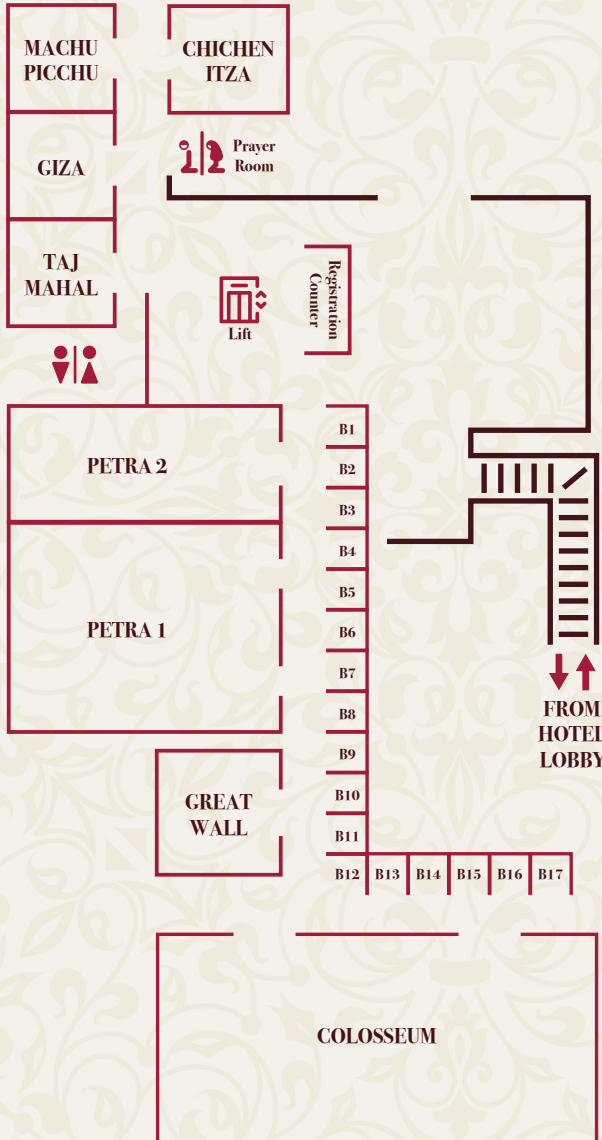 MACHU
PICCHU
CHICHEN
ITZA
GIZA
Prayer
Room
TAJ
MAHAL
Lift
Registration
Counter
PETRA 2
PETRA 1
B1
B2
B3
B4
B5
B6
B7
B8
B9
B10
B11
B12
B13
B14
B15
B16
B17
FROM
HOTEL
LOBBY
GREAT
WALL
COLOSSEUM